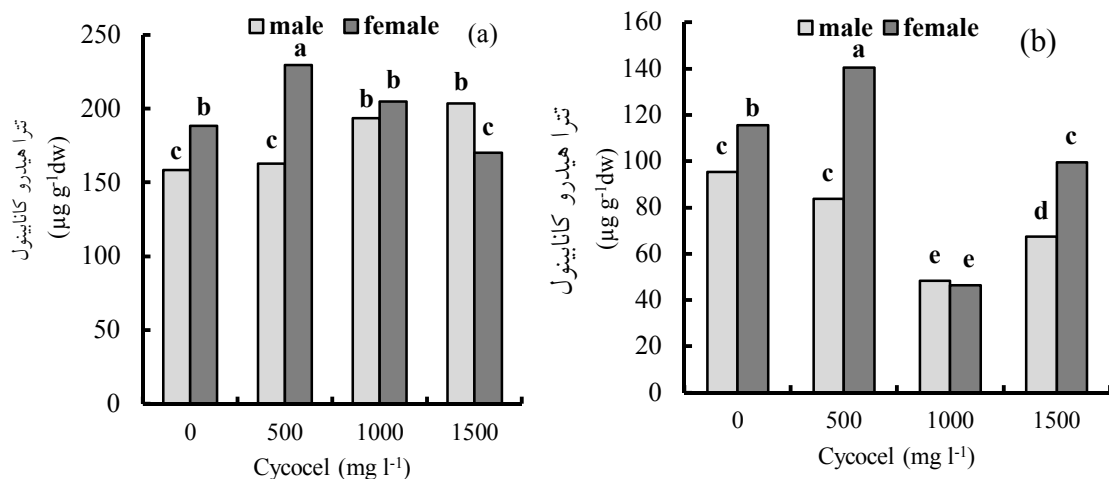 male female (a)
250
200
150
100
50
0
تترا هیدرو کانابینول
(µg g-1dw)
c b c a b b b c
0 500 1000 1500
Cycocel (mg l-1)
male female (b)
160
140
120
100
80
60
40
20
0
تترا هیدرو کانابینول
(µg g-1dw)
c b c a e e d c
0 500 1000 1500
Cycocel (mg l-1)